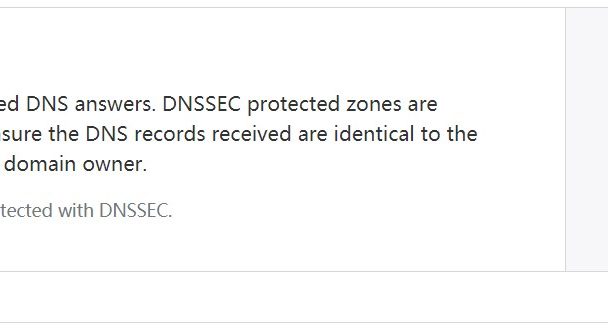 ed DNS answers. DNSSEC protected zones are
sure the DNS records received are identical to the
domain owner.
tected with DNSSEC.